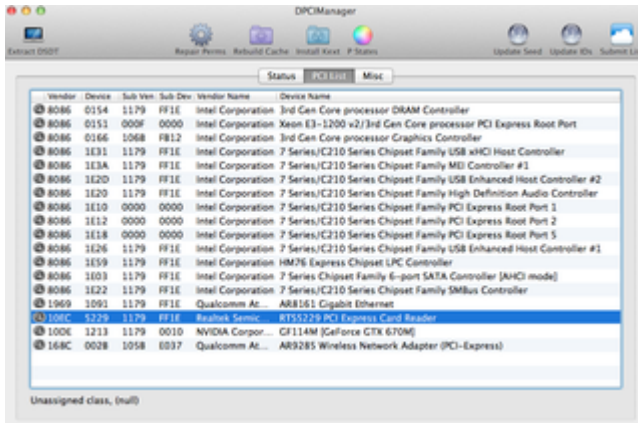 DPCIManager
Extract DSDT Repair Perms Rebuild Cache Install Kext P States Update Seed Update IDs Submit
Status PCI List Misc
Vendor Device Sub Ven Sub Dev Vendor Name Device Name
8086 0154 1179 FF1E Intel Corporation 3rd Gen Core processor DRAM Controller
8086 0151 000F 0000 Intel Corporation Xeon E3-1200 v2/3rd Gen Core processor PCI Express Root Port
8086 0166 1068 FB12 Intel Corporation 3rd Gen Core processor Graphics Controller
8086 1E31 1179 FF1E Intel Corporation 7 Series/C210 Series Chipset Family USB xHCI Host Controller
8086 1E3A 1179 FF1E Intel Corporation 7 Series/C210 Series Chipset Family MEI Controller #1
8086 1E2D 1179 FF1E Intel Corporation 7 Series/C210 Series Chipset Family USB Enhanced Host Controller #2
8086 1E20 1179 FF1E Intel Corporation 7 Series/C210 Series Chipset Family High Definition Audio Controller
8086 1E10 0000 0000 Intel Corporation 7 Series/C210 Series Chipset Family PCI Express Root Port 1
8086 1E12 0000 0000 Intel Corporation 7 Series/C210 Series Chipset Family PCI Express Root Port 2
8086 1E18 0000 0000 Intel Corporation 7 Series/C210 Series Chipset Family PCI Express Root Port 5
8086 1E26 1179 FF1E Intel Corporation 7 Series/C210 Series Chipset Family USB Enhanced Host Controller #1
8086 1E59 1179 FF1E Intel Corporation HM76 Express Chipset LPC Controller
8086 1E03 1179 FF1E Intel Corporation 7 Series Chipset Family 6-port SATA Controller [AHCI mode]
8086 1E22 1179 FF1E Intel Corporation 7 Series/C210 Series Chipset Family SMBus Controller
1969 1091 1179 FF1E Qualcomm At... AR8161 Gigabit Ethernet
10EC 5229 1179 FF1E Realtek Semic... RTS5229 PCI Express Card Reader
10DE 1213 1179 0010 NVIDIA Corpor... GF114M [GeForce GTX 670M]
168C 0028 1058 E037 Qualcomm At... AR9285 Wireless Network Adapter (PCI-Express)
Unassigned class, (null)